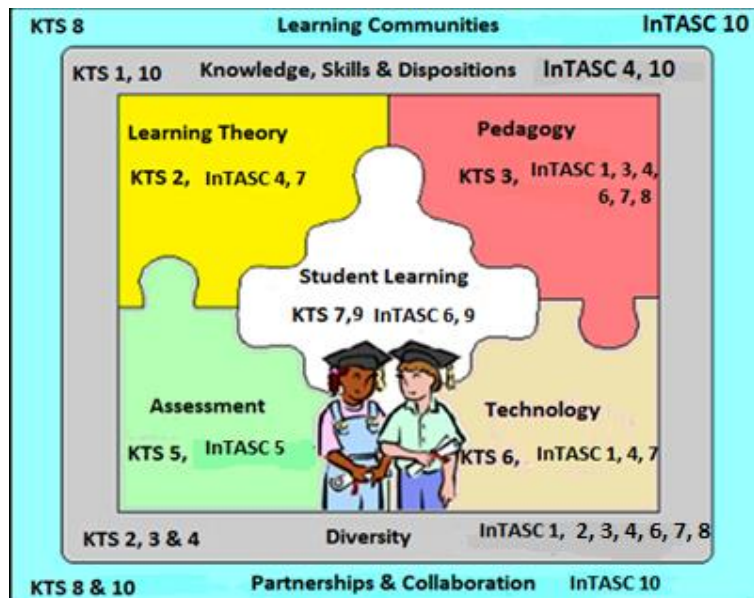 KTS 8 Learning Communities InTASC 10
KTS 1, 10 Knowledge, Skills & Dispositions InTASC 4, 10
Learning Theory
KTS 2, InTASC 4, 7
Pedagogy
KTS 3, InTASC 1, 3, 4,
6, 7, 8
Student Learning
KTS 7,9 InTASC 6, 9
Assessment
KTS 5, InTASC 5
Technology
KTS 6, InTASC 1, 4, 7
KTS 2, 3 & 4 Diversity InTASC 1, 2, 3, 4, 6, 7, 8
KTS 8 & 10 Partnerships & Collaboration InTASC 10